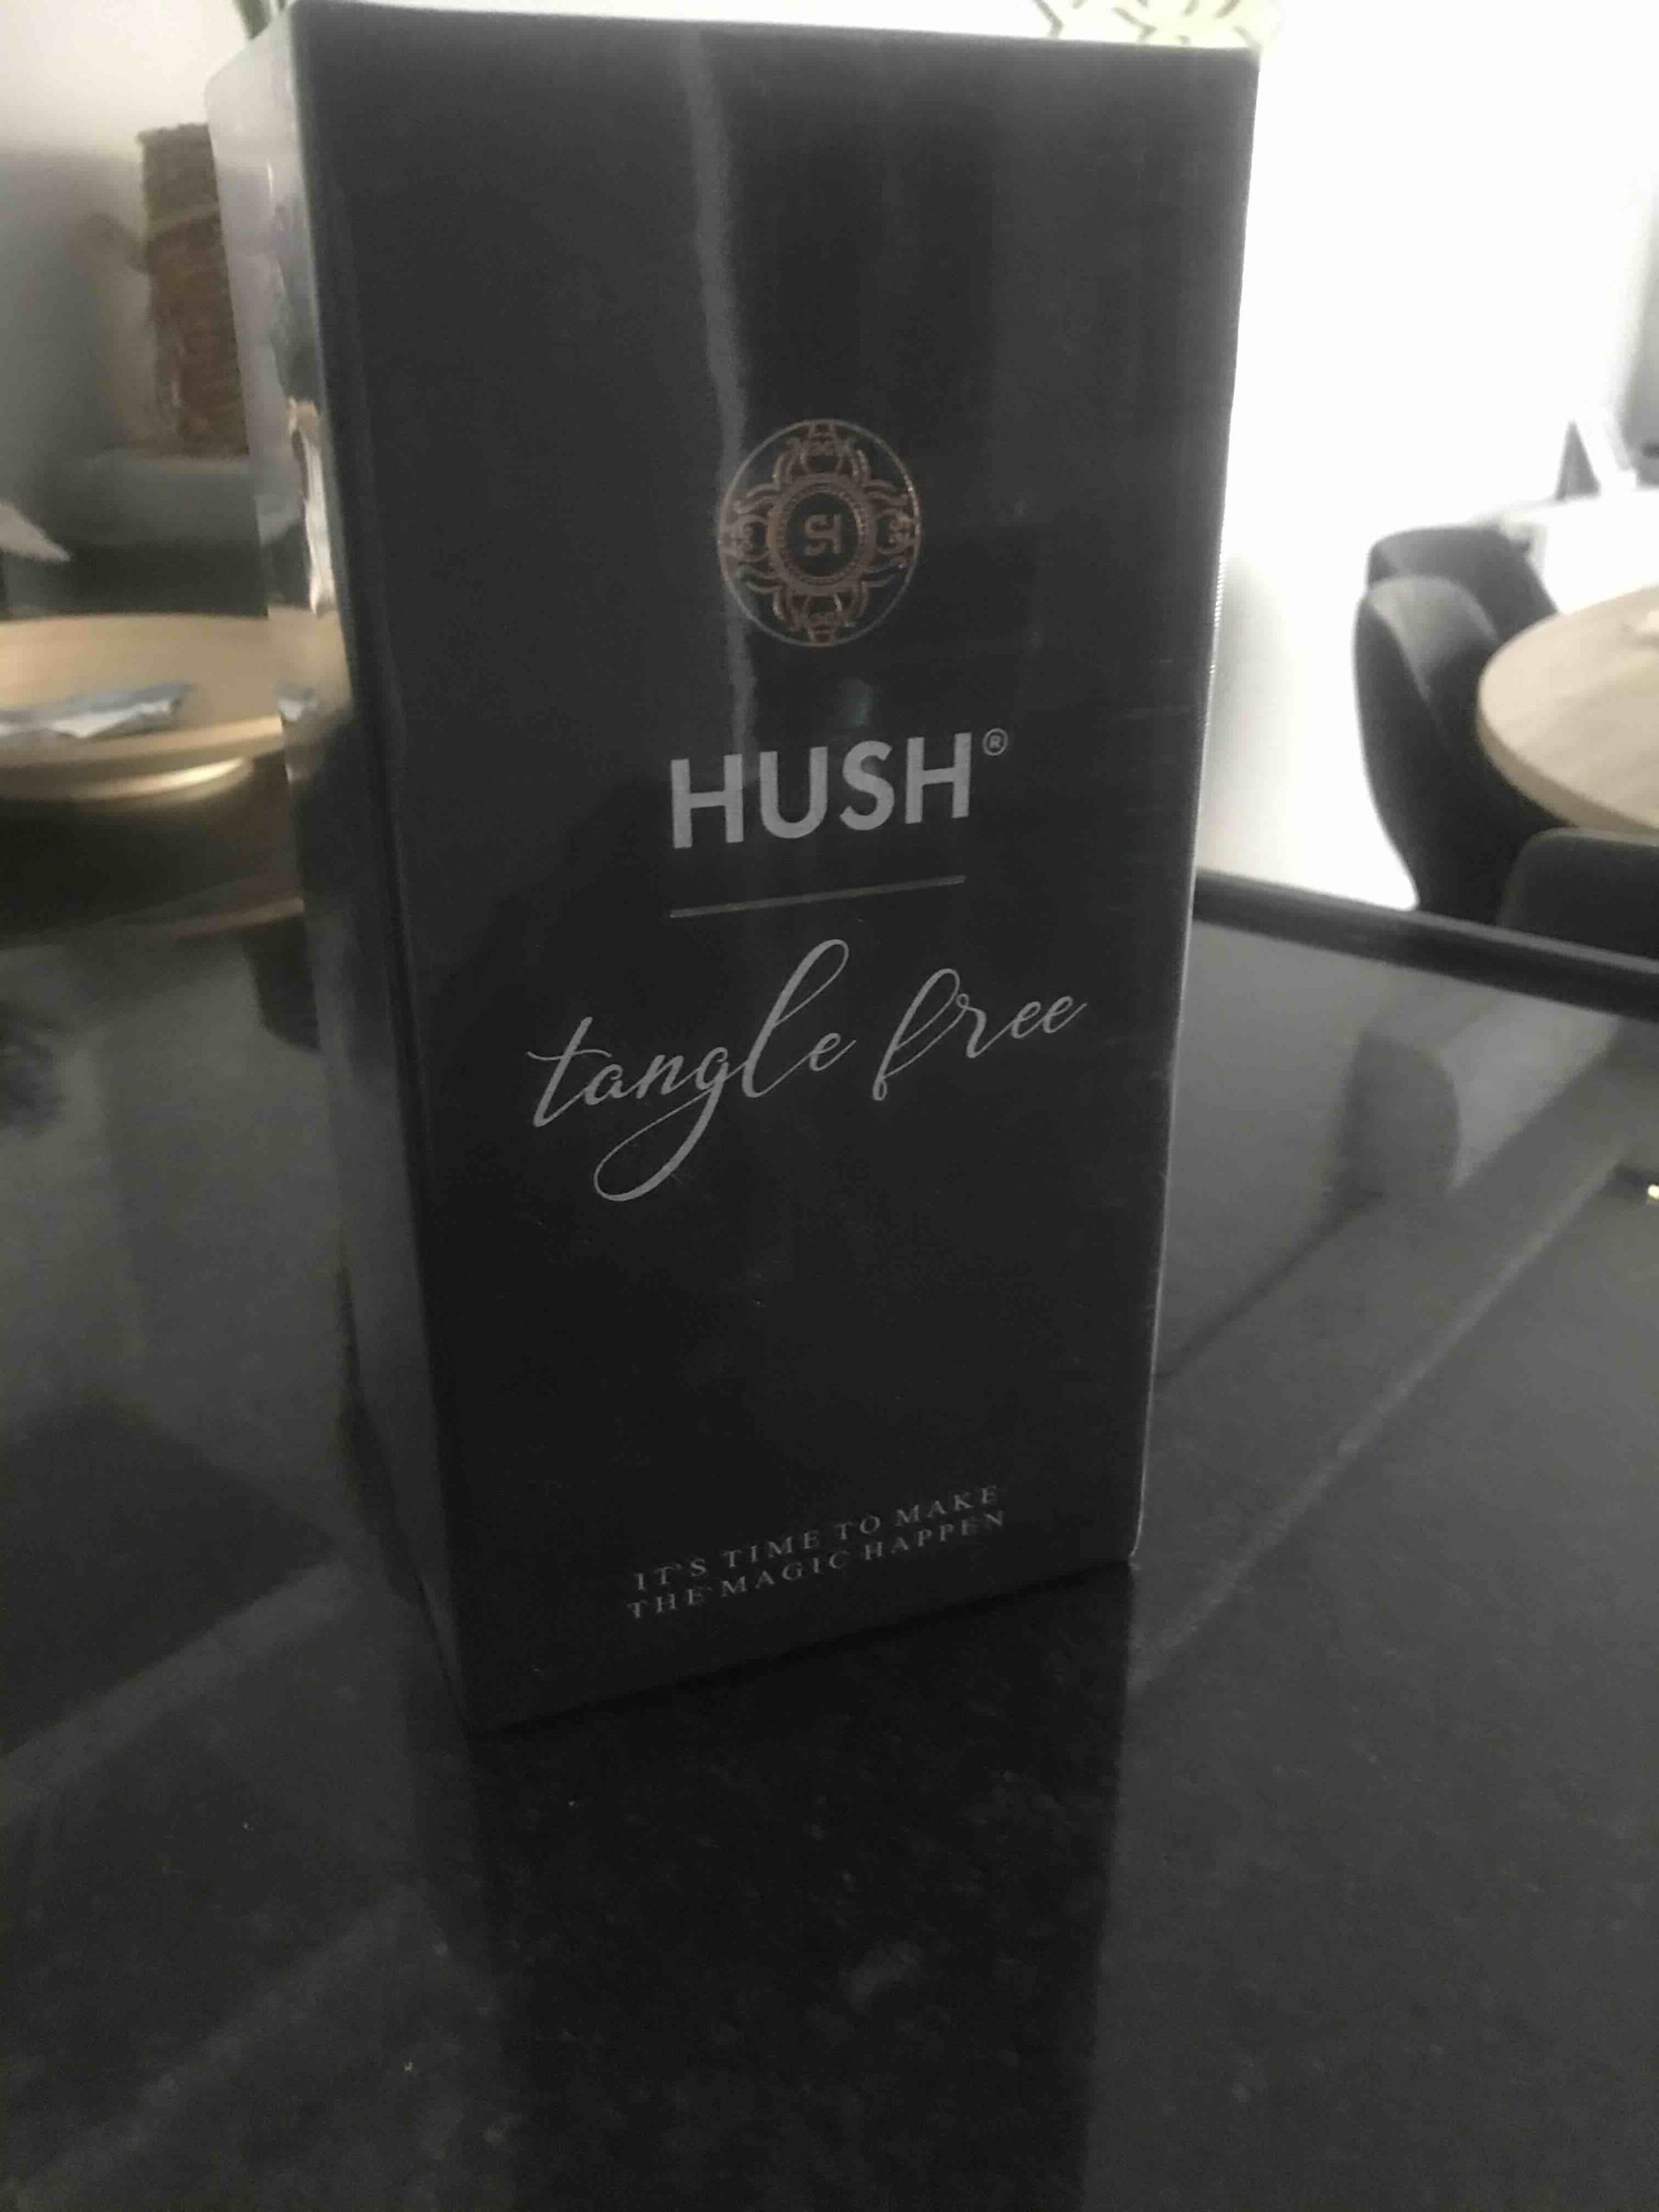 HUSH®
tangle free
IT'S TIME TO MAKE
THE MAGIC HAPPEN